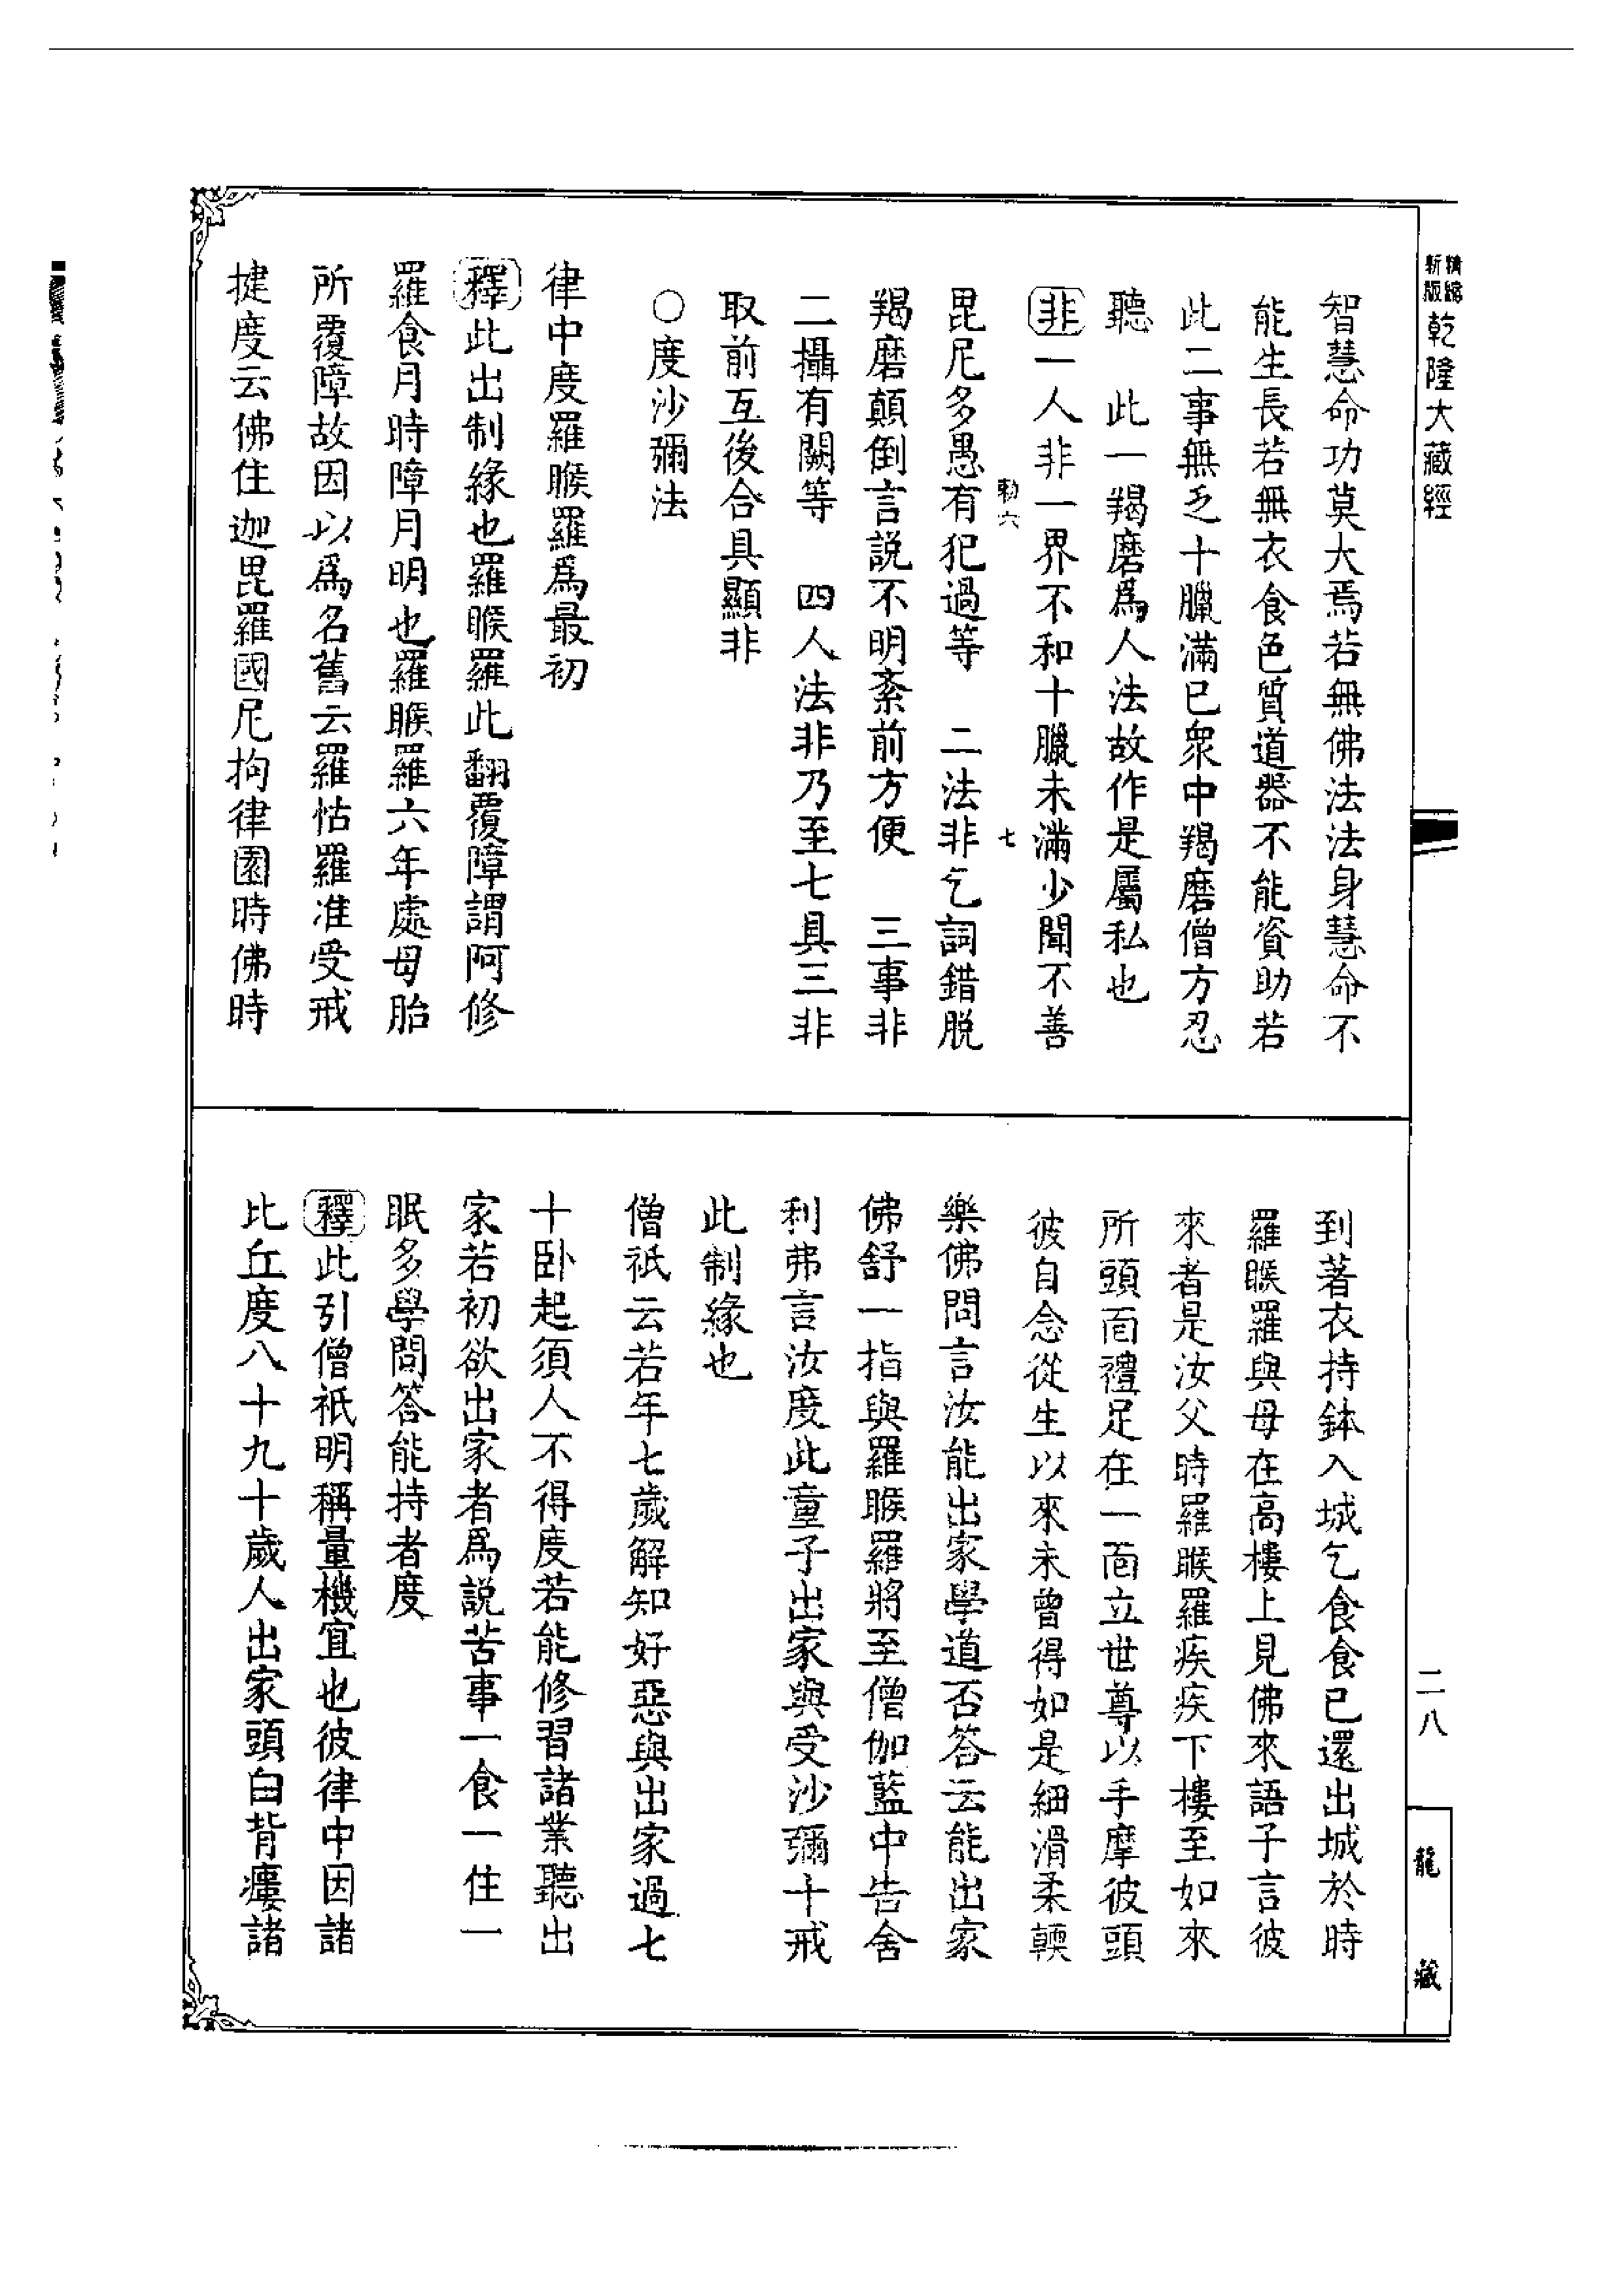 精編
新版
乾隆大藏經
智慧命功莫大焉若無佛法法身慧命不
能生長若無衣食色質道器不能資助若
此二事無乏十臘滿已衆中羯磨僧方忍
聽　此一羯磨爲人法故作是屬私也
非一人非一界不和十臘未滿少聞不善
勒六　七
毘尼多愚有犯過等　二法非乞詞錯脱
羯磨顛倒言説不明紊前方便　三事非
二攝有闕等　四人法非乃至七具三非
取前互後合具顯非
○度沙彌法
律中度羅睺羅爲最初
釋此出制緣也羅睺羅此翻覆障謂阿修
羅食月時障月明也羅睺羅六年處母胎
所覆障故因以爲名舊云羅怙羅准受戒
揵度云佛住迦毘羅國尼拘律園時佛時
到著衣持鉢入城乞食食已還出城於時
羅睺羅與母在高樓上見佛來語子言彼
來者是汝父時羅睺羅疾疾下樓至如來
所頭面禮足在一面立世尊以手摩彼頭
彼自念從生以來未曾得如是細滑柔輭
樂佛問言汝能出家學道否答云能出家
佛舒一指與羅睺羅將至僧伽藍中告舍
利弗言汝度此童子出家與受沙彌十戒
此制緣也
僧祇云若年七歲解知好惡與出家過七
十卧起須人不得度若能修習諸業聽出
家若初欲出家者爲説苦事一食一住一
眠多學問答能持者度
釋此引僧祇明稱量機宜也彼律中因諸
比丘度八十九十歲人出家頭白背瘻諸
二八
龍藏